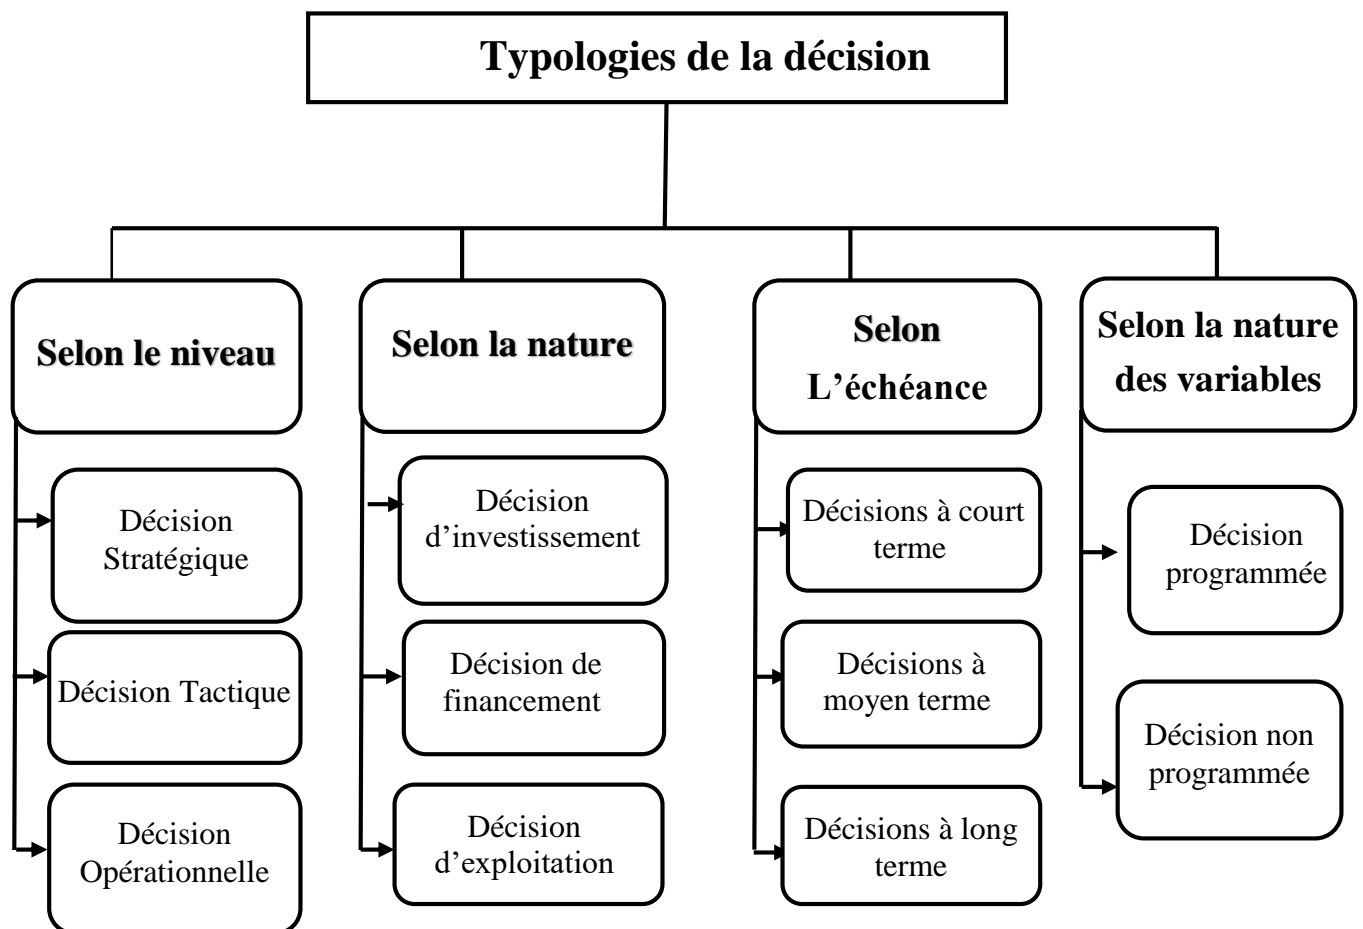 Typologies de la décision
Selon le niveau
Décision
Stratégique
Décision Tactique
Décision
Opérationnelle
Selon la nature
Décision
d’investissement
Décision de
financement
Décision
d’exploitation
Selon
L’échéance
Décisions à court
terme
Décisions à
moyen terme
Décisions à long
terme
Selon la nature
des variables
Décision
programmée
Décision non
programmée